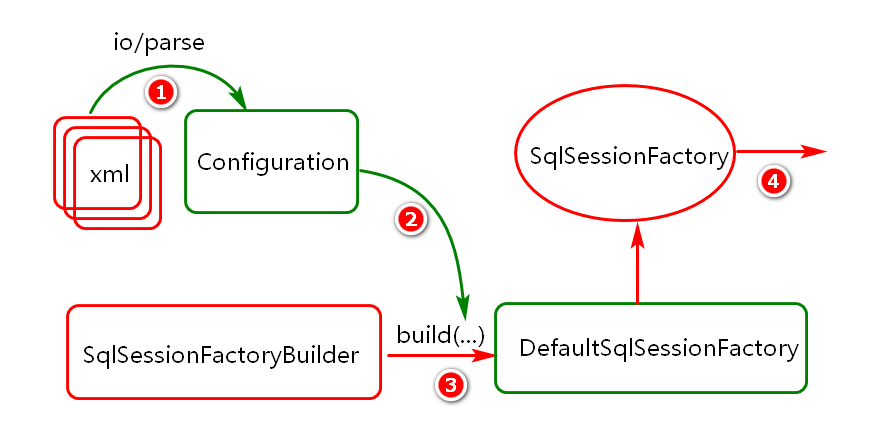 io/parse
1
xml
Configuration
SqlSessionFactory
4
2
SqlSessionFactoryBuilder
build(...)
3
DefaultSqlSessionFactory